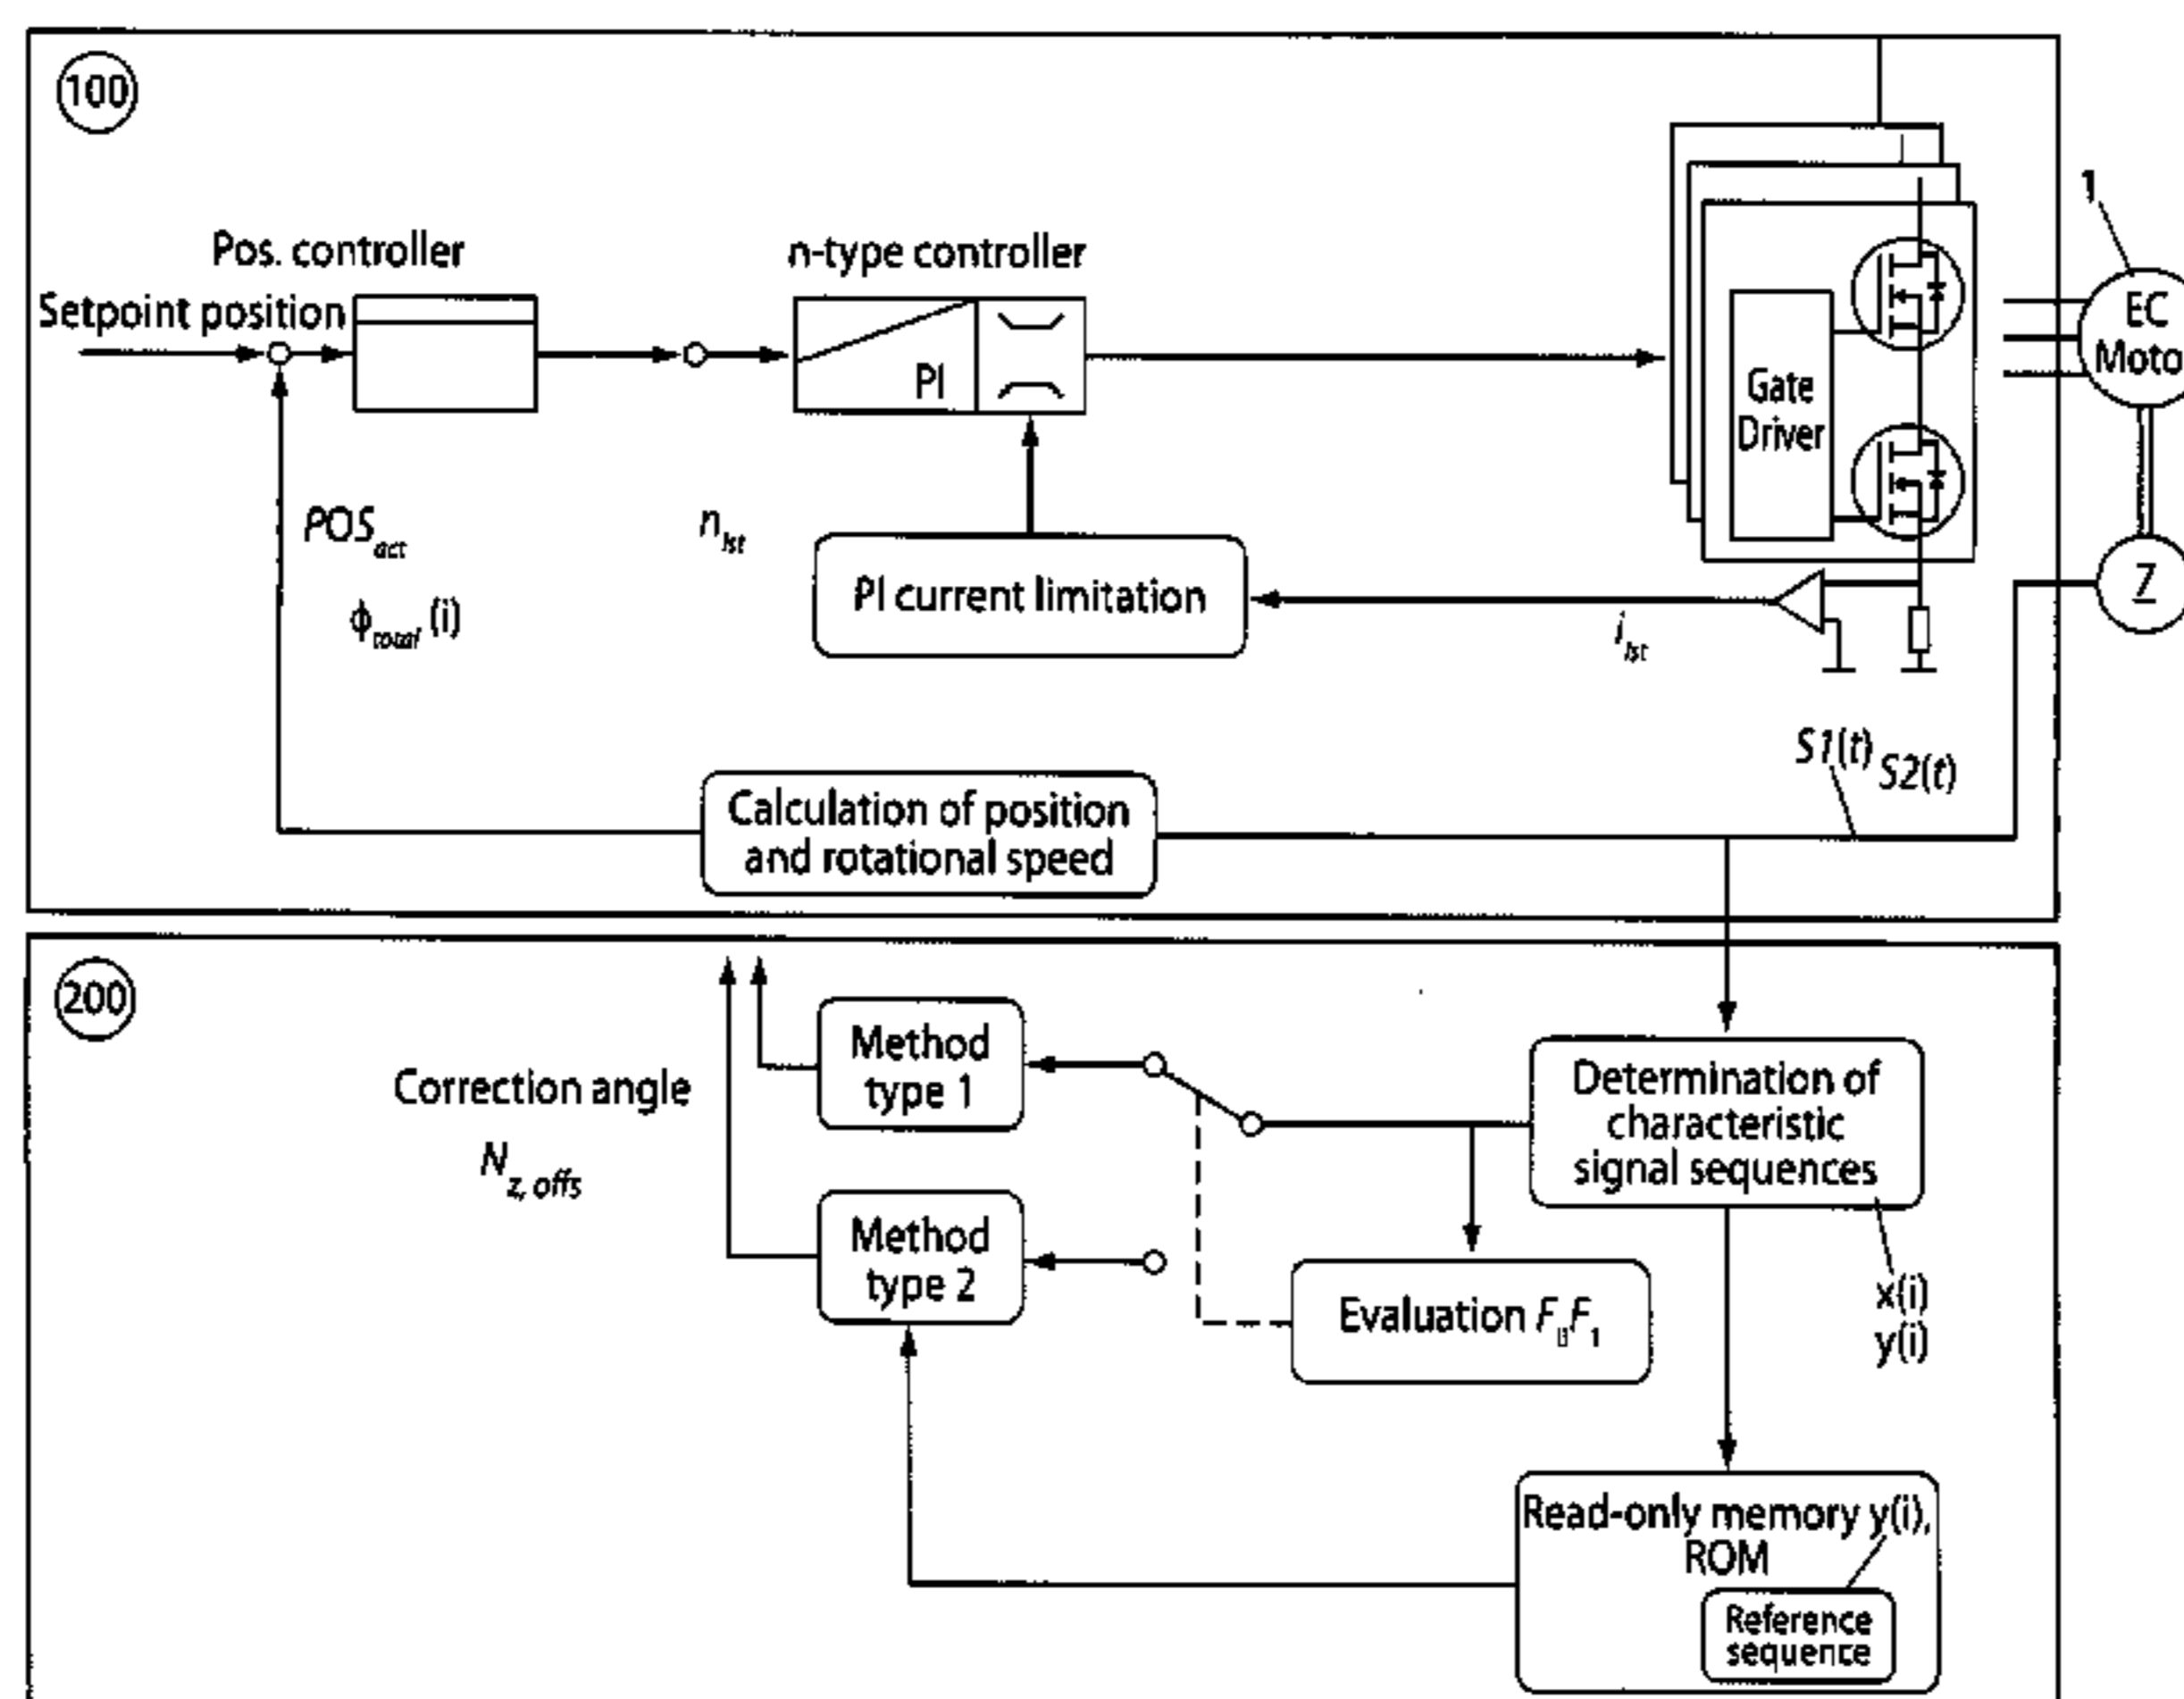 100
Pos. controller
n-type controller
1
Setpoint position
EC
Moto
PI
Gate
Driver
POS act
n Ist
ϕ total (i)
PI current limitation
i Ist
Z
S1(t) S2(t)
Calculation of position
and rotational speed
200
Method
type 1
Determination of
characteristic
signal sequences
Correction angle
N z, offs
Method
type 2
Evaluation F F 1
x(i)
y(i)
Read-only memory y(i),
ROM
Reference
sequence